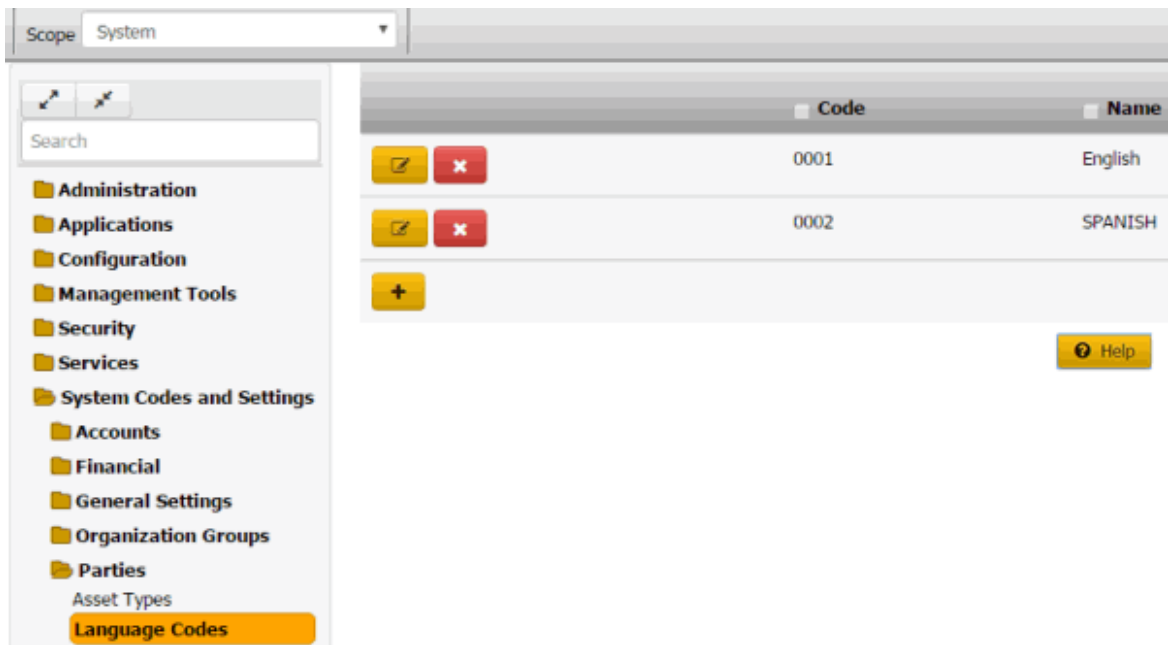 Scope System
Search
Administration
Applications
Configuration
Management Tools
Security
Services
System Codes and Settings
Accounts
Financial
General Settings
Organization Groups
Parties
Asset Types
Language Codes
Code Name
0001 English
0002 SPANISH
Help